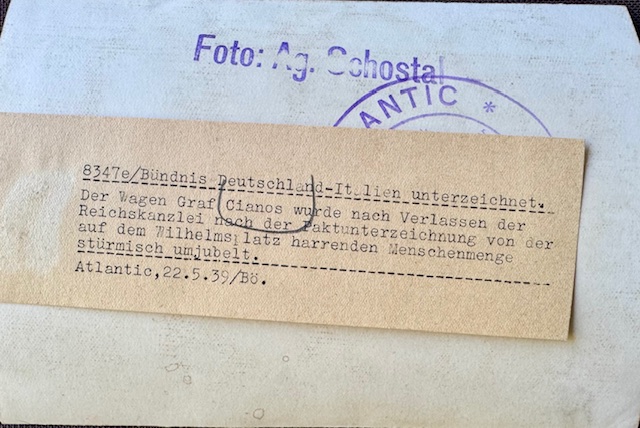 Foto: Ag. Schostal
ANTIC *
8347e/Bündnis Deutschland-Italien unterzeichnet.
Der Wagen Graf Cianos wurde nach Verlassen der
Reichskanzlei nach der Paktunterzeichnung von der
auf dem Wilhelmsplatz harrenden Menschenmenge
stürmisch umjubelt.
Atlantic,22.5.39/Bö.